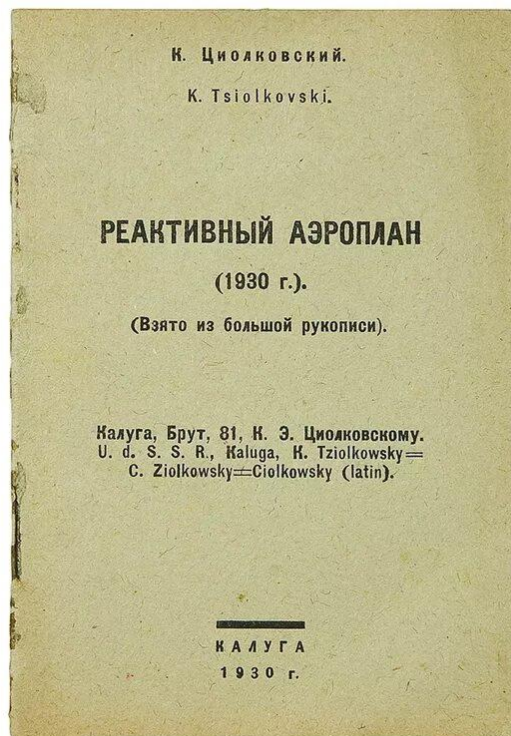 К. Циолковский.
K. Tsiolkovski.
РЕАКТИВНЫЙ АЭРОПЛАН
(1930 г.).
(Взято из большой рукописи).
Калуга, Брут, 81, К. Э. Циолковскому.
U. d. S. S. R., Kaluga, K. Tziolkowsky=
C. Ziolkowsky=Ciolkowsky (latin).
КАЛУГА
1930 г.